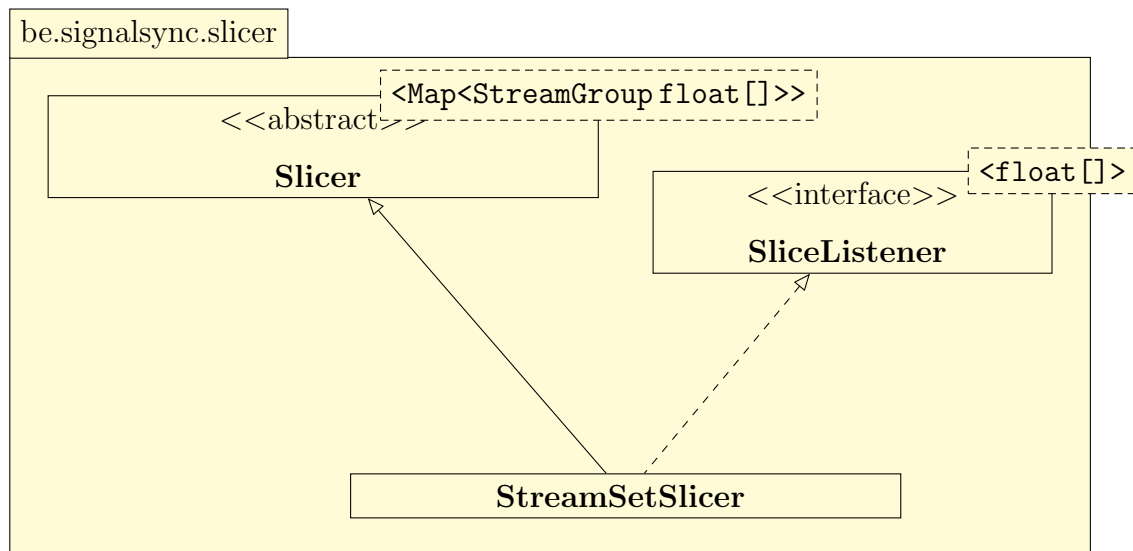 be.signalsync.slicer
<Map<StreamGroup float[]>>
<<abstract>>
Slicer
<float[]>
<<interface>>
SliceListener
StreamSetSlicer